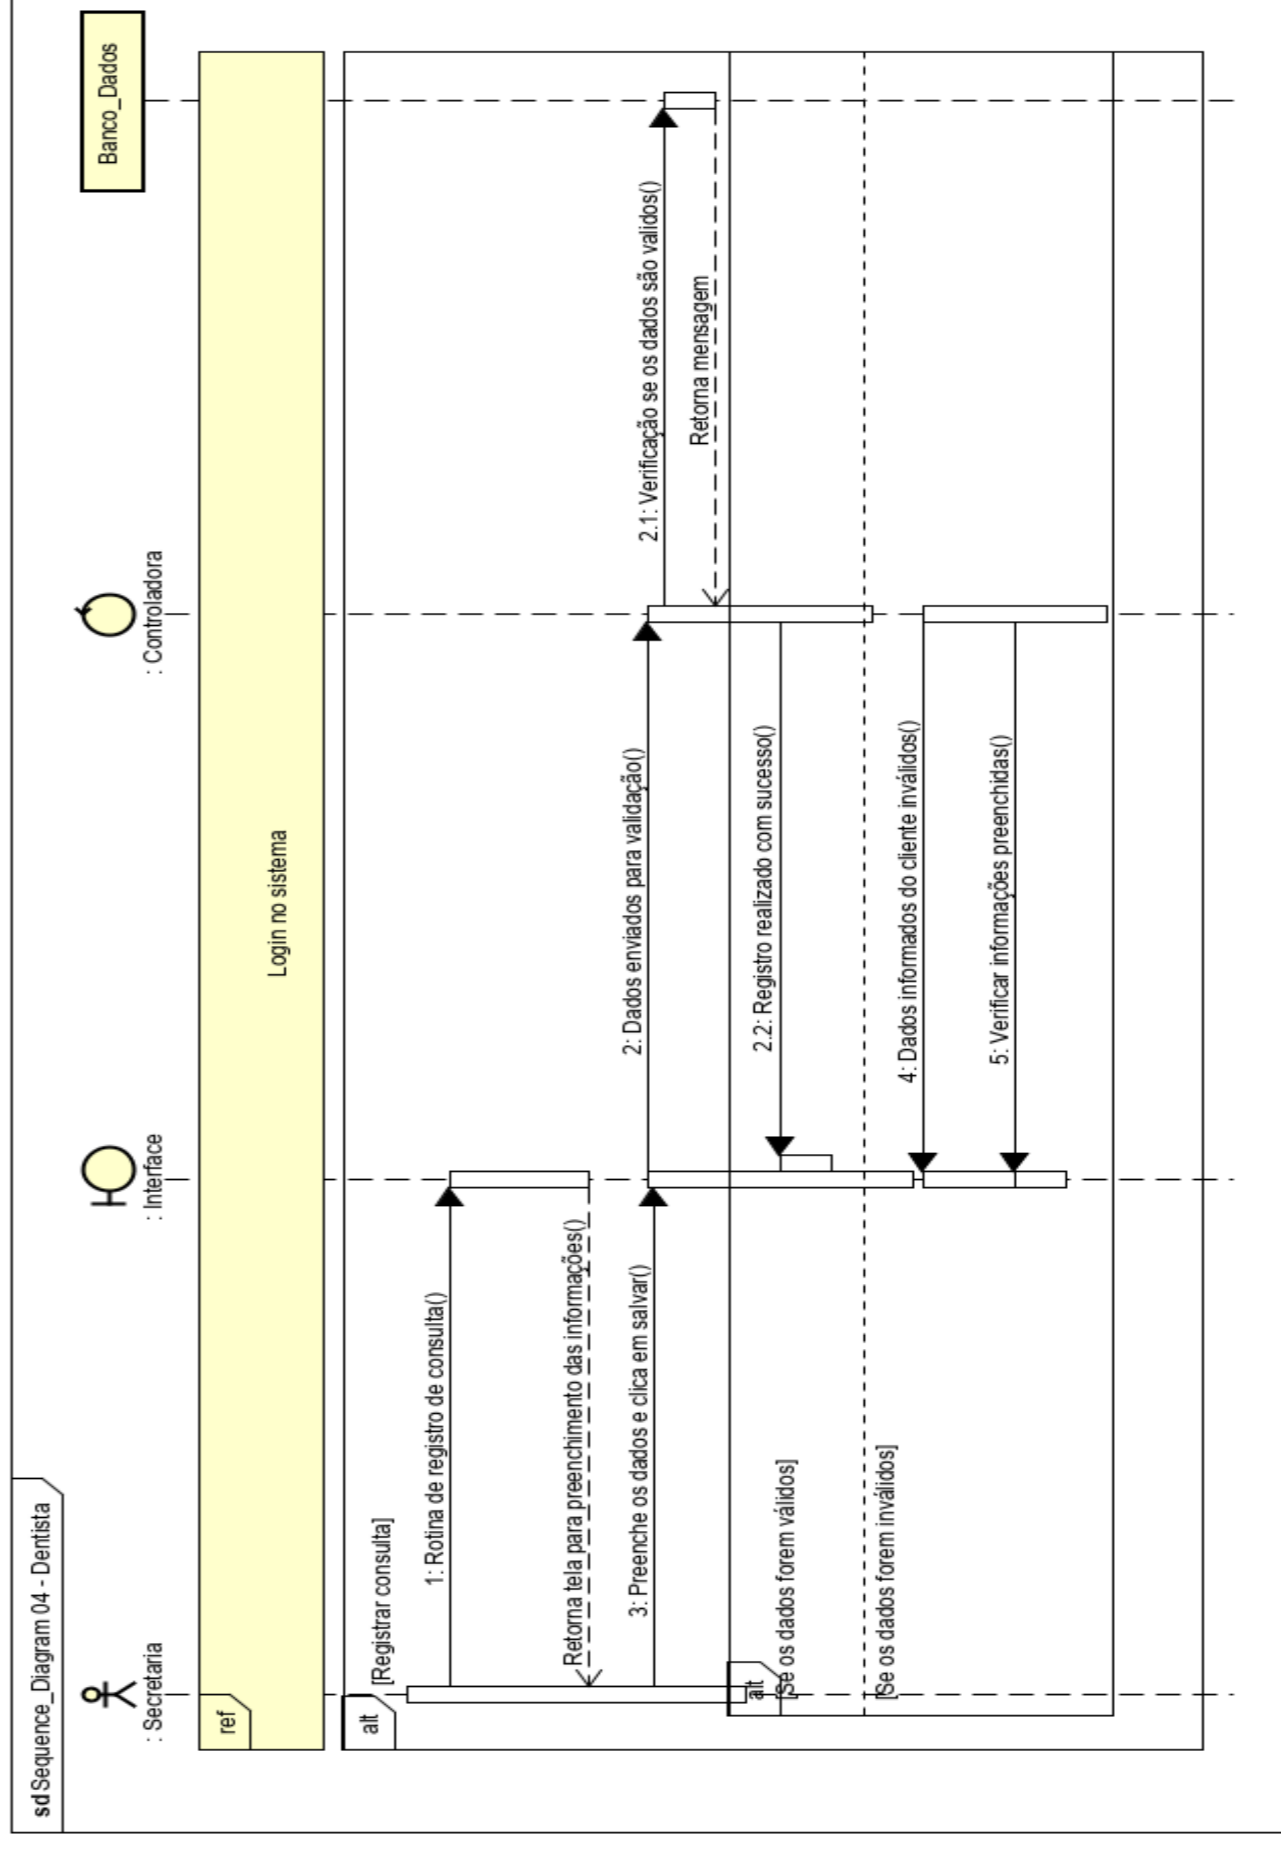 sd Sequence_Diagram 04 - Dentista
: Secretaria
: Interface
: Controladora
Banco_Dados
ref
Login no sistema
alt
[Registrar consulta]
1: Rotina de registro de consulta()
Retorna tela para preenchimento das informações()
3: Preenche os dados e clica em salvar()
2: Dados enviados para validação()
2.1: Verificação se os dados são validos()
Retorna mensagem
alt
[Se os dados forem válidos]
2.2: Registro realizado com sucesso()
[Se os dados forem inválidos]
4: Dados informados do cliente inválidos()
5: Verificar informações preenchidas()